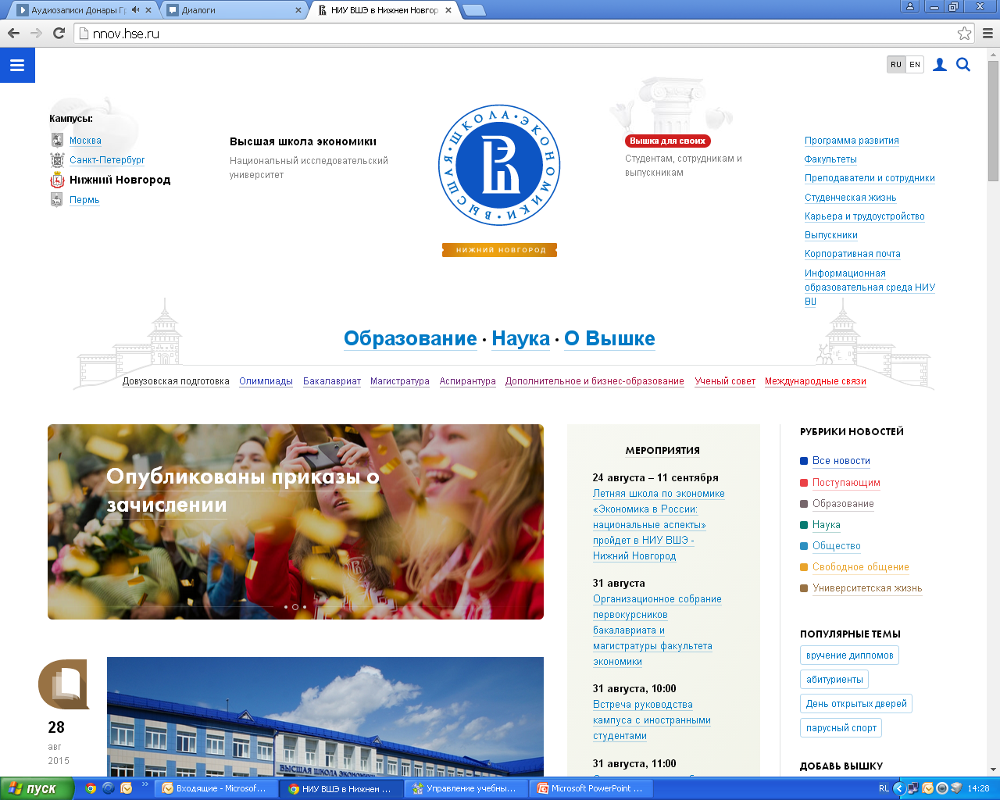 Аудиозаписи Донары Гр
Диалоги
НИУ ВШЭ в Нижнем Новгор
nnov.hse.ru
RU EN
Кампусы:
Москва
Санкт-Петербург
Нижний Новгород
Пермь
Высшая школа экономики
Национальный исследовательский
университет
ВЫСШАЯ • ШКОЛА • ЭКОНОМИКИ
НИЖНИЙ НОВГОРОД
Вышка для своих
Студентам, сотрудникам и
выпускникам
Программа развития
Факультеты
Преподаватели и сотрудники
Студенческая жизнь
Карьера и трудоустройство
Выпускники
Корпоративная почта
Информационная
образовательная среда НИУ
ВШ
Образование • Наука • О Вышке
Довузовская подготовка Олимпиады Бакалавриат Магистратура Аспирантура Дополнительное и бизнес-образование Ученый совет Международные связи
Опубликованы приказы о
зачислении
28
авг
2015
ВЫСШАЯ ШКОЛА ЭКОНОМИКИ
МЕРОПРИЯТИЯ
24 августа – 11 сентября
Летняя школа по экономике
«Экономика в России:
национальные аспекты»
пройдет в НИУ ВШЭ -
Нижний Новгород
31 августа
Организационное собрание
первокурсников
бакалавриата и
магистратуры факультета
экономики
31 августа, 10:00
Встреча руководства
кампуса с иностранными
студентами
31 августа, 11:00
РУБРИКИ НОВОСТЕЙ
Все новости
Поступающим
Образование
Наука
Общество
Свободное общение
Университетская жизнь
ПОПУЛЯРНЫЕ ТЕМЫ
вручение дипломов
абитуриенты
День открытых дверей
парусный спорт
ДОБАВЬ ВЫШКУ
пуск
Входящие - Microsof...
НИУ ВШЭ в Нижнем ...
Управление учебны...
Microsoft PowerPoint ...
RL
14:28